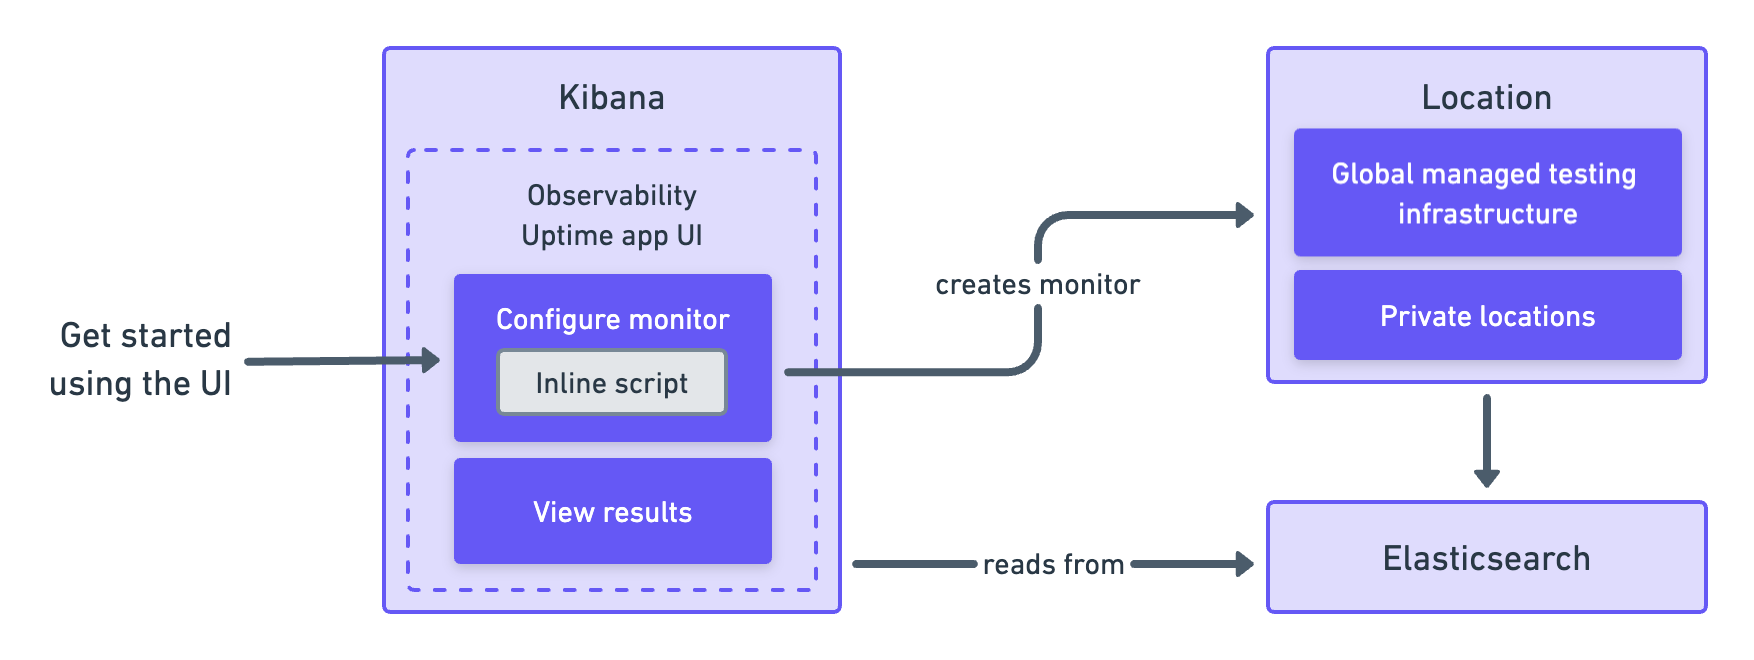 Get started
using the UI
Kibana
Observability
Uptime app UI
Configure monitor
Inline script
View results
creates monitor
reads from
Location
Global managed testing
infrastructure
Private locations
Elasticsearch